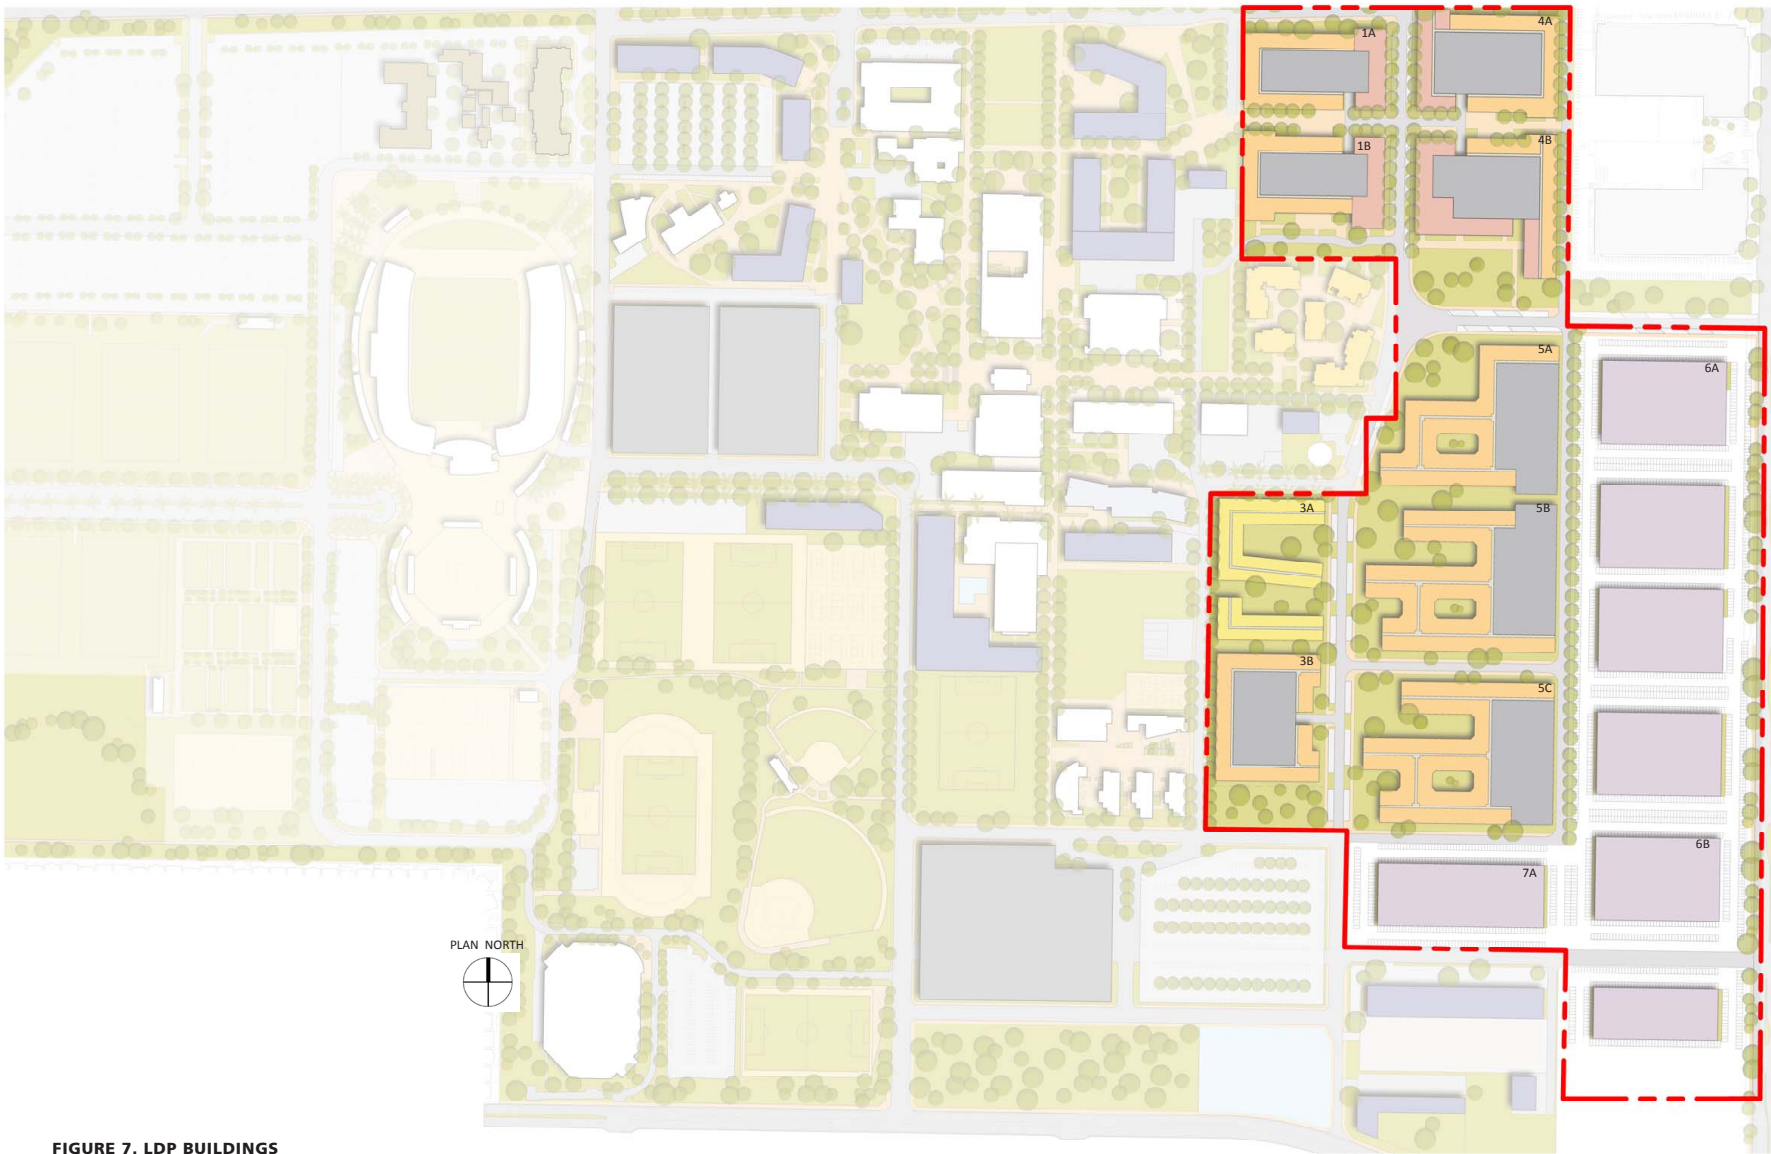 4A
1A
4B
1B
5A
6A
3A
5B
3B
5C
6B
7A
PLAN NORTH
FIGURE 7. LDP BUILDINGS